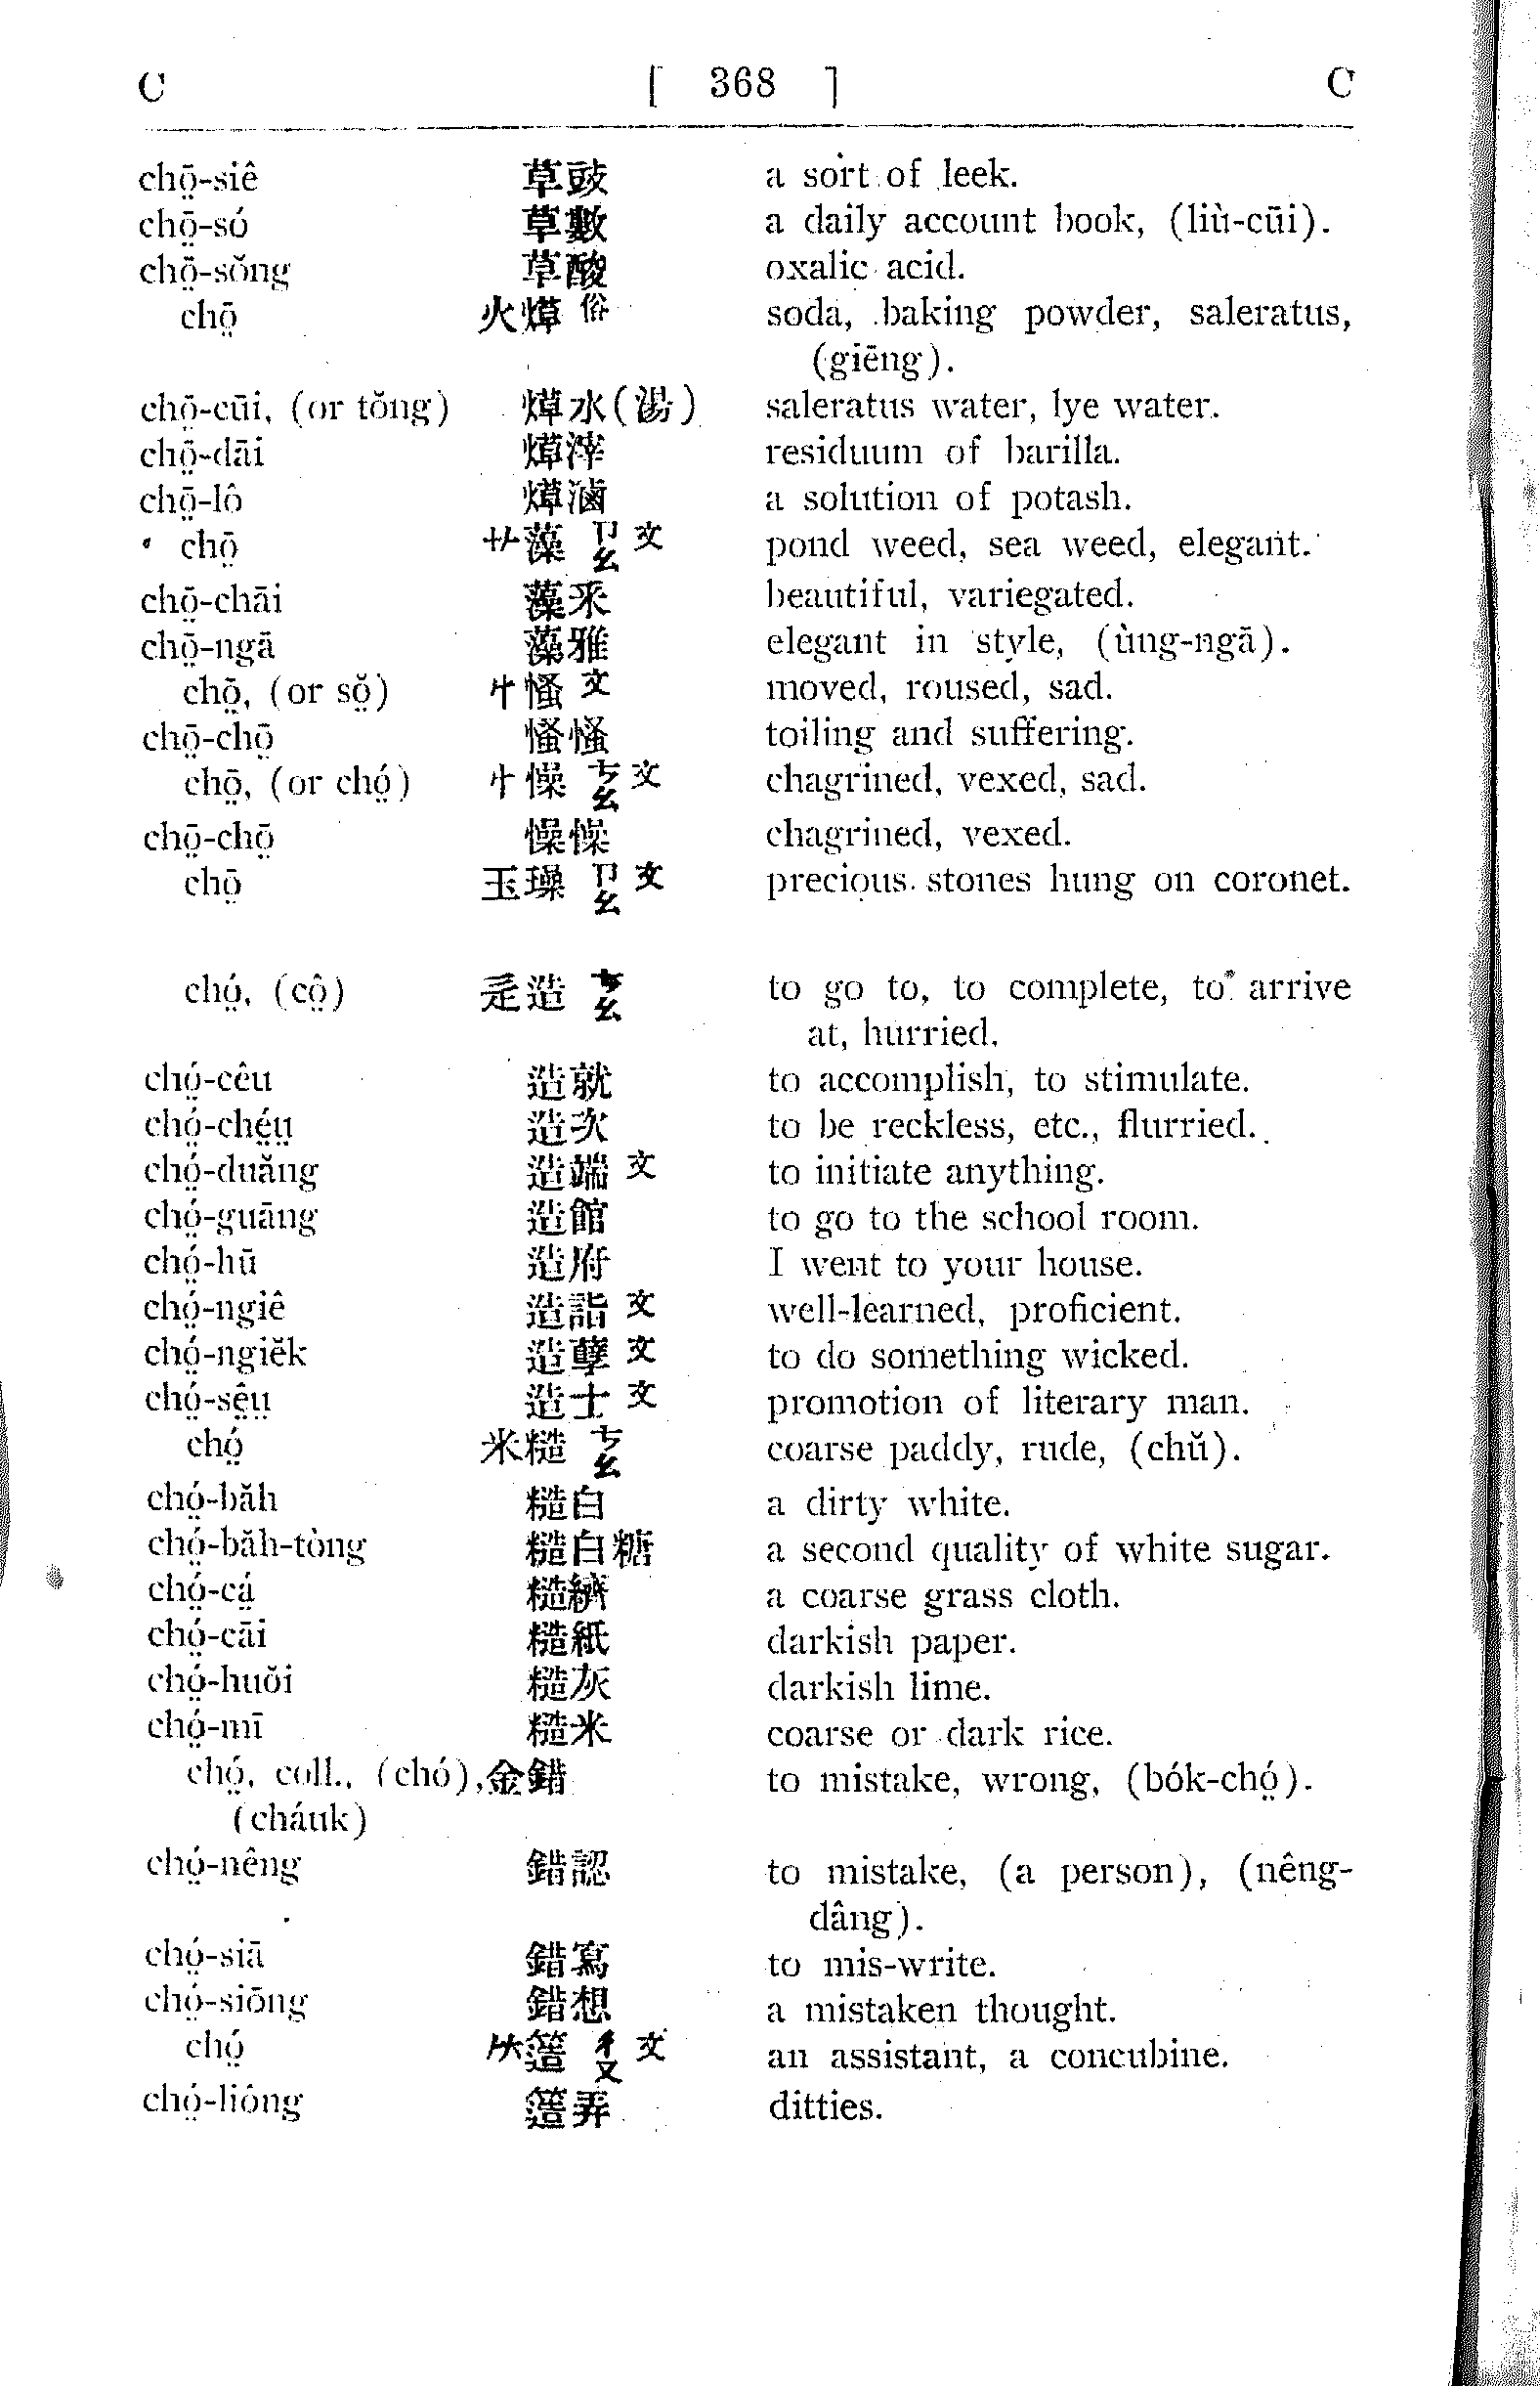 C [ 368 ] C
chō̤-siê 草豉 a sort of leek.
chō̤-só 草數 a daily account book, (liù-cūi).
chō̤-sŏng 草酸 oxalic acid.
chō̤ 火㷟 俗 soda, baking powder, saleratus,
(giēng).
chō̤-cūi, (or tŏng) 㷟水(湯) saleratus water, lye water.
chō̤-dāi 㷟滓 residuum of barilla.
chō̤-lô 㷟滷 a solution of potash.
chō̤ 艹藻 ㄗㄠ 文 pond weed, sea weed, elegant.
chō̤-chāi 藻采 beautiful, variegated.
chō̤-ngā 藻雅 elegant in style, (ùng-ngā).
chō̤, (or sŏ̤) 忄慅 文 moved, roused, sad.
chō̤-chō̤ 慅慅 toiling and suffering.
chō̤, (or chó̤) 忄懆 ㄘㄠ 文 chagrined, vexed, sad.
chō̤-chō̤ 懆懆 chagrined, vexed.
chō̤ 玉璪 ㄗㄠ 文 precious stones hung on coronet.
chó̤, (cô̤) 辵造 ㄘㄠ to go to, to complete, to arrive
at, hurried.
chó̤-cêu 造就 to accomplish, to stimulate.
chó̤-ché̤ṳ 造次 to be reckless, etc., flurried.
chó̤-duăng 造端 文 to initiate anything.
chó̤-guāng 造館 to go to the school room.
chó̤-hū 造府 I went to your house.
chó̤-ngiê 造詣 文 well-learned, proficient.
chó̤-ngiĕk 造孽 文 to do something wicked.
chó̤-sê̤ṳ 造士 文 promotion of literary man.
chó̤ 米糙 ㄘㄠ coarse paddy, rude, (chŭ).
chó̤-băh 糙白 a dirty white.
chó̤-băh-tòng 糙白糖 a second quality of white sugar.
chó̤-cá̤ 糙纃 a coarse grass cloth.
chó̤-cāi 糙紙 darkish paper.
chó̤-huŏi 糙灰 darkish lime.
chó̤-mī 糙米 coarse or dark rice.
chó̤, coll., (chó), 金錯 to mistake, wrong, (bók-chó̤).
(cháuk)
chó̤-nêng 錯認 to mistake, (a person), (nêng-
dâng).
chó̤-siā 錯寫 to mis-write.
chó̤-siōng 錯想 a mistaken thought.
chó̤ 𥫗簉 ㄔㄡ 文 an assistant, a concubine.
chó̤-liông 簉弄 ditties.